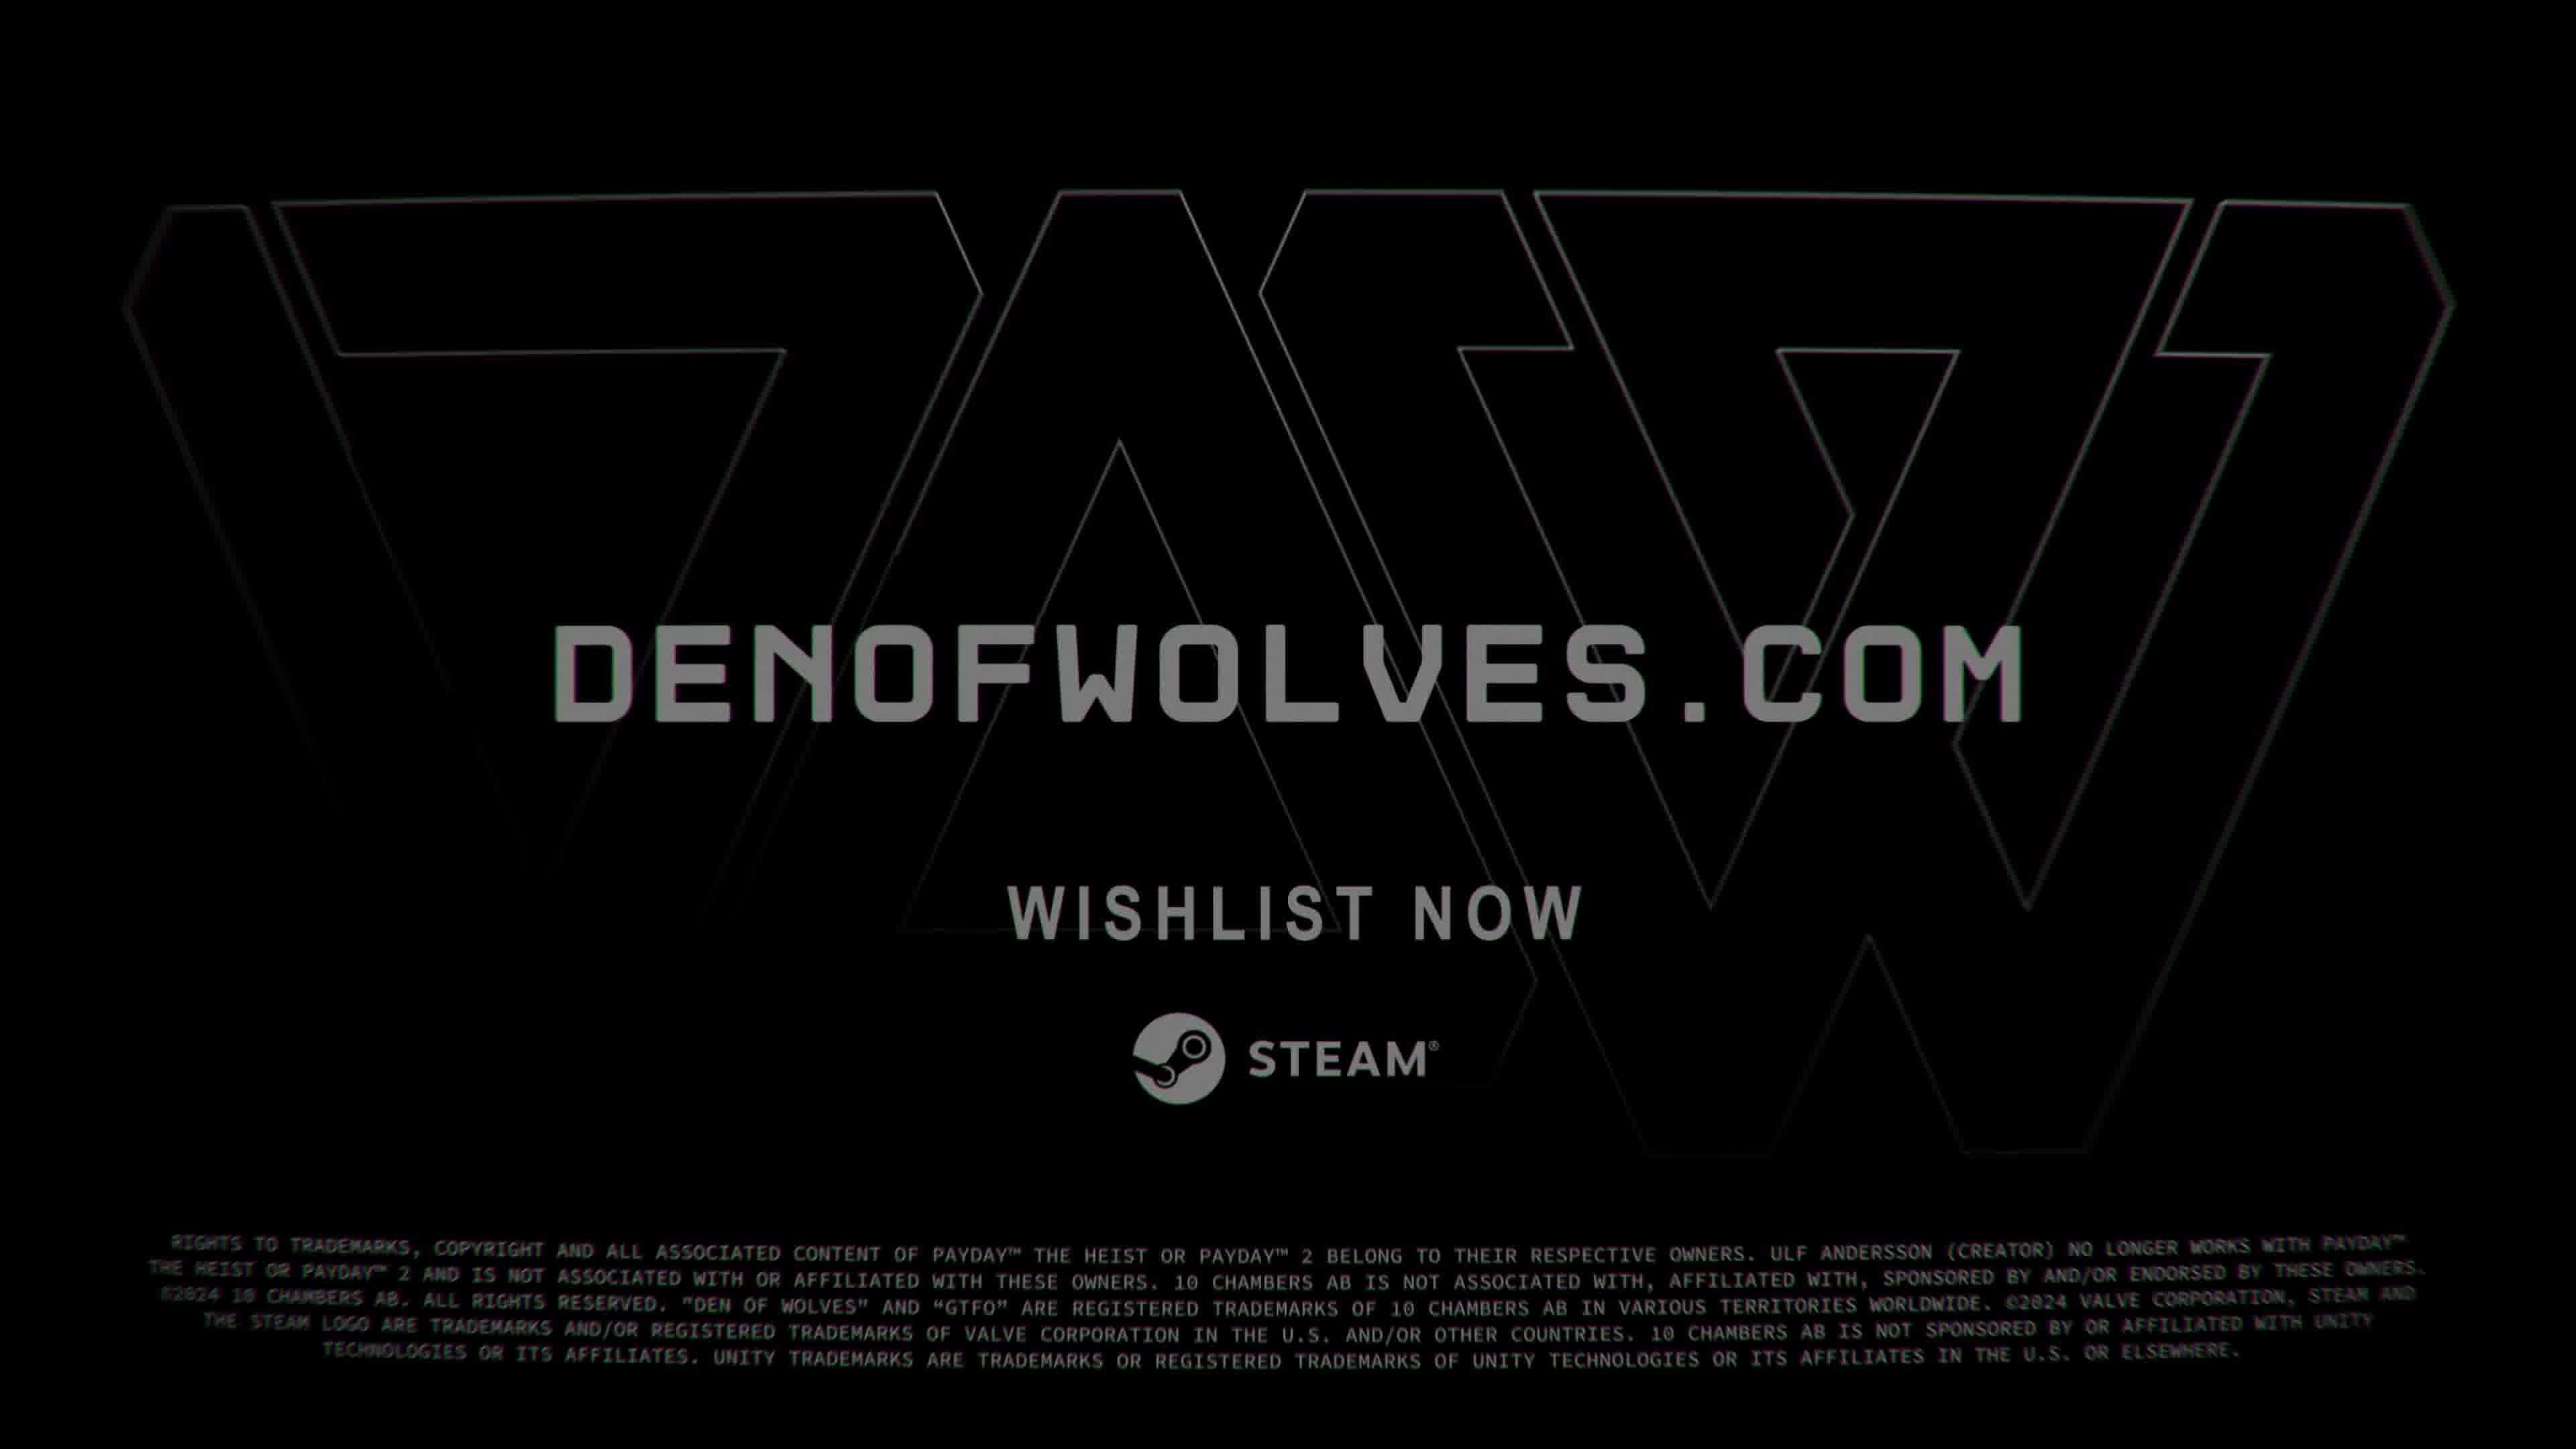 DENOFWOLVES.COM
WISHLIST NOW
STEAM®
RIGHTS TO TRADEMARKS, COPYRIGHT AND ALL ASSOCIATED CONTENT OF PAYDAY™ THE HEIST OR PAYDAY™ 2 BELONG TO THEIR RESPECTIVE OWNERS. ULF ANDERSSON (CREATOR) NO LONGER WORKS WITH PAYDAY™
THE HEIST OR PAYDAY™ 2 AND IS NOT ASSOCIATED WITH OR AFFILIATED WITH THESE OWNERS. 10 CHAMBERS AB IS NOT ASSOCIATED WITH, AFFILIATED WITH, SPONSORED BY AND/OR ENDORSED BY THESE OWNERS.
©2024 10 CHAMBERS AB. ALL RIGHTS RESERVED. "DEN OF WOLVES" AND "GTFO" ARE REGISTERED TRADEMARKS OF 10 CHAMBERS AB IN VARIOUS TERRITORIES WORLDWIDE. ©2024 VALVE CORPORATION, STEAM AND
THE STEAM LOGO ARE TRADEMARKS AND/OR REGISTERED TRADEMARKS OF VALVE CORPORATION IN THE U.S. AND/OR OTHER COUNTRIES. 10 CHAMBERS AB IS NOT SPONSORED BY OR AFFILIATED WITH UNITY
TECHNOLOGIES OR ITS AFFILIATES. UNITY TRADEMARKS ARE TRADEMARKS OR REGISTERED TRADEMARKS OF UNITY TECHNOLOGIES OR ITS AFFILIATES IN THE U.S. OR ELSEWHERE.